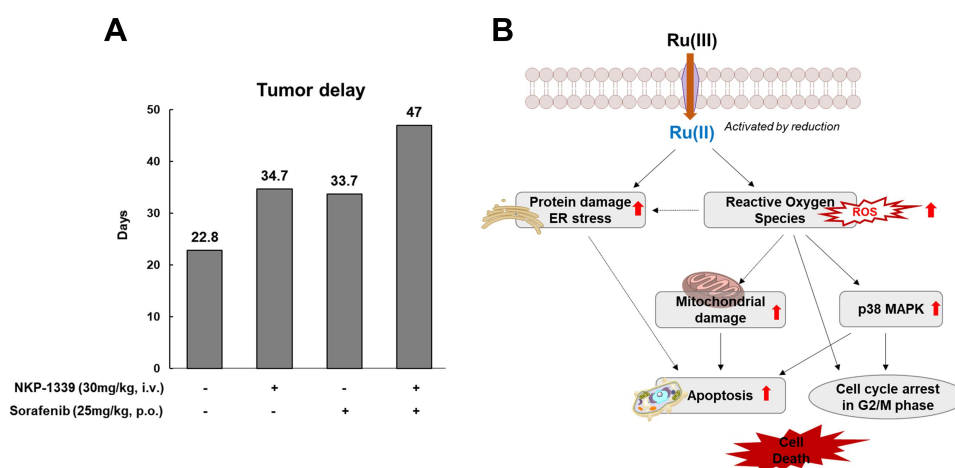 A
Tumor delay
50
40
30
20
10
0
Days
22.8
34.7
33.7
47
NKP-1339 (30mg/kg, i.v.) - + - +
Sorafenib (25mg/kg, p.o.) - - + +
B
Ru(III)
Ru(II)
Activated by reduction
Protein damage
ER stress
Reactive Oxygen
Species
ROS
Mitochondrial
damage
p38 MAPK
Apoptosis
Cell cycle arrest
in G2/M phase
Cell
Death